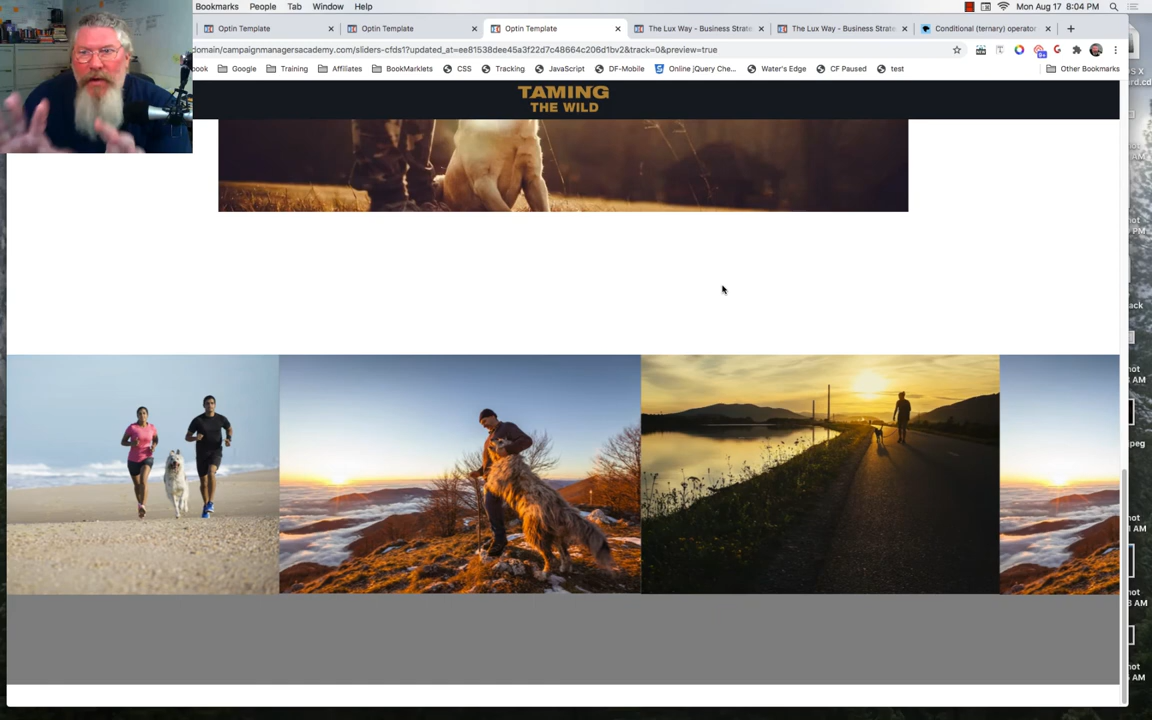 Bookmarks People Tab Window Help Mon Aug 17 8:04 PM
Optin Template Optin Template Optin Template The Lux Way - Business Strate The Lux Way - Business Strate Conditional (ternary) operator
domain/campaignmanagersacademy.com/sliders-cfds1?updated_at=ee81538dee45a3f22d7c48664c206d1bv2&track=0&preview=true
book Google Training Affiliates BookMarklets CSS Tracking JavaScript DF-Mobile Online jQuery Che... Water's Edge CF Paused test Other Bookmarks
TAMING
THE WILD